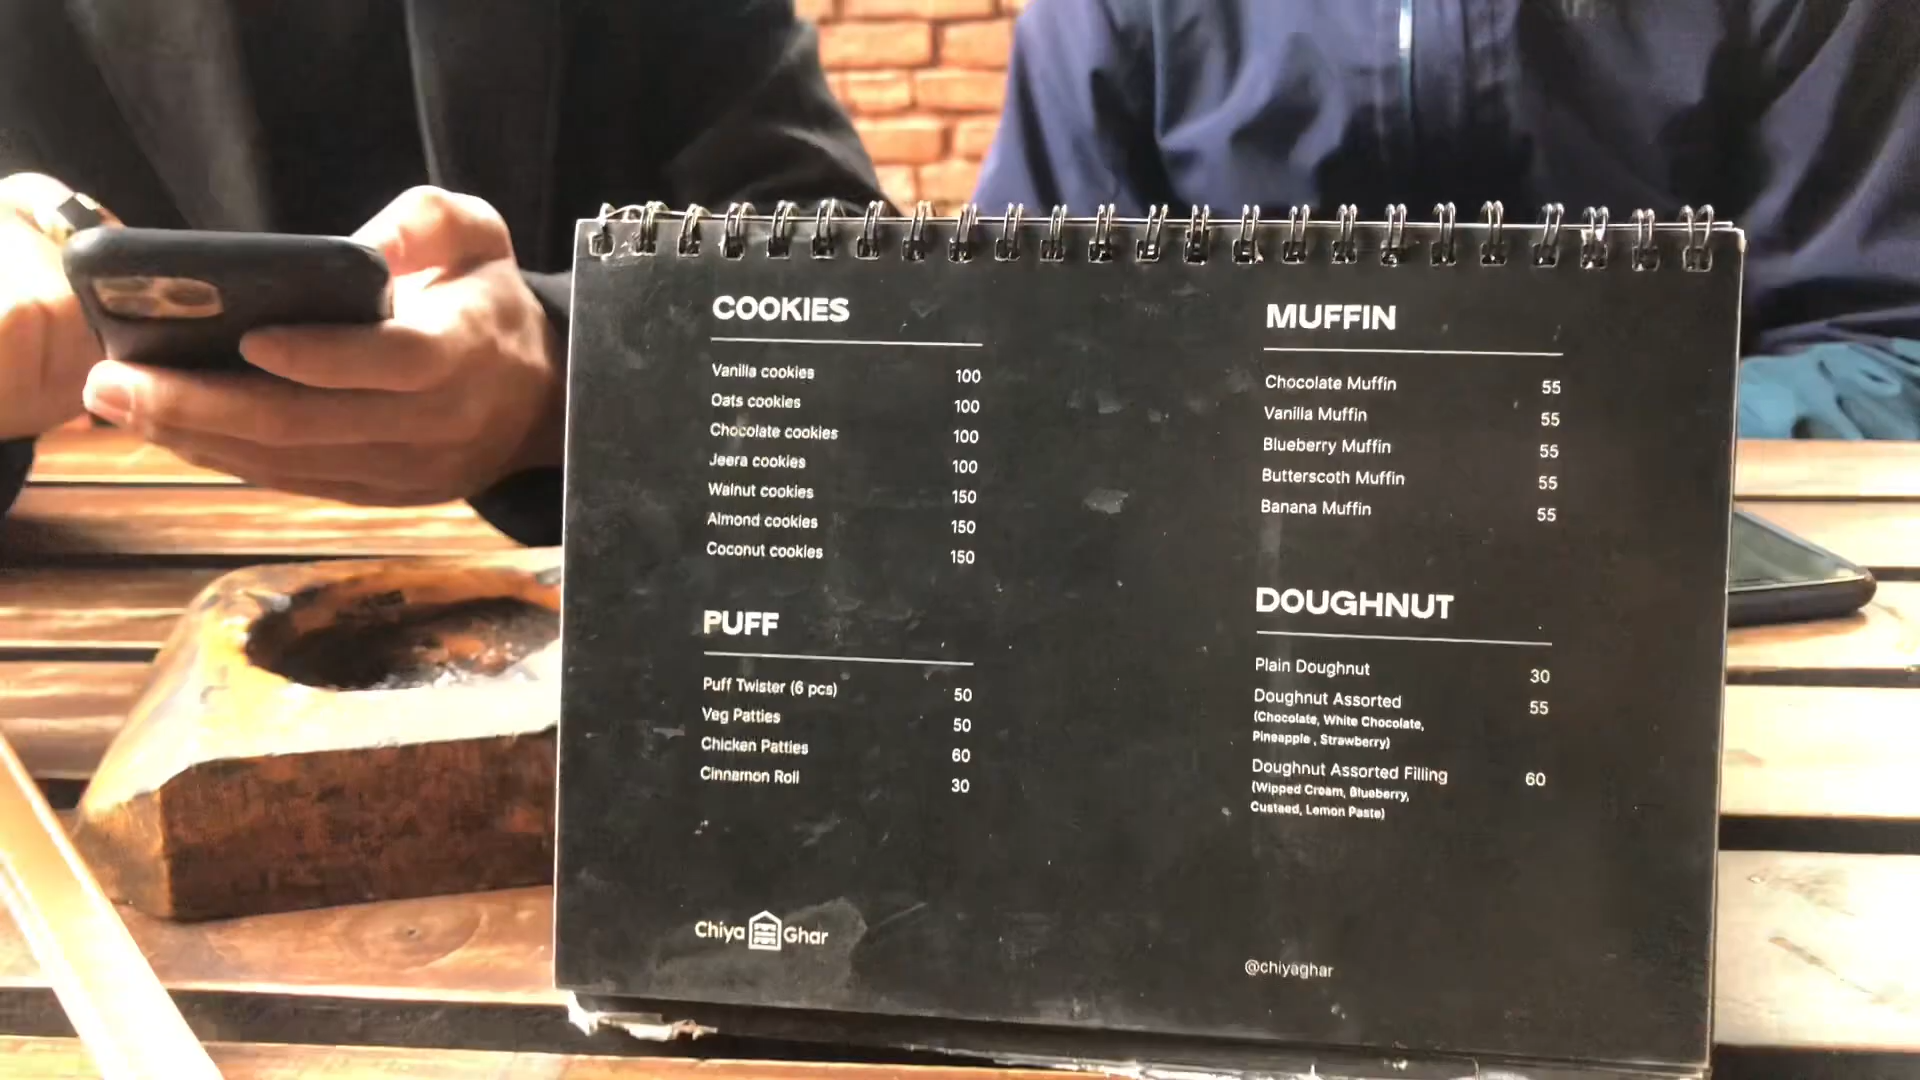 COOKIES
Vanilla cookies 100
Oats cookies 100
Chocolate cookies 100
Jeera cookies 100
Walnut cookies 150
Almond cookies 150
Coconut cookies 150
PUFF
Puff Twister (6 pcs) 50
Veg Patties 50
Chicken Patties 60
Cinnamon Roll 30
Chiya Ghar
MUFFIN
Chocolate Muffin 55
Vanilla Muffin 55
Blueberry Muffin 55
Butterscoth Muffin 55
Banana Muffin 55
DOUGHNUT
Plain Doughnut 30
Doughnut Assorted 55
(Chocolate, White Chocolate,
Pineapple , Strawberry)
Doughnut Assorted Filling 60
(Wipped Cream, Blueberry,
Custaed, Lemon Paste)
@chiyaghar